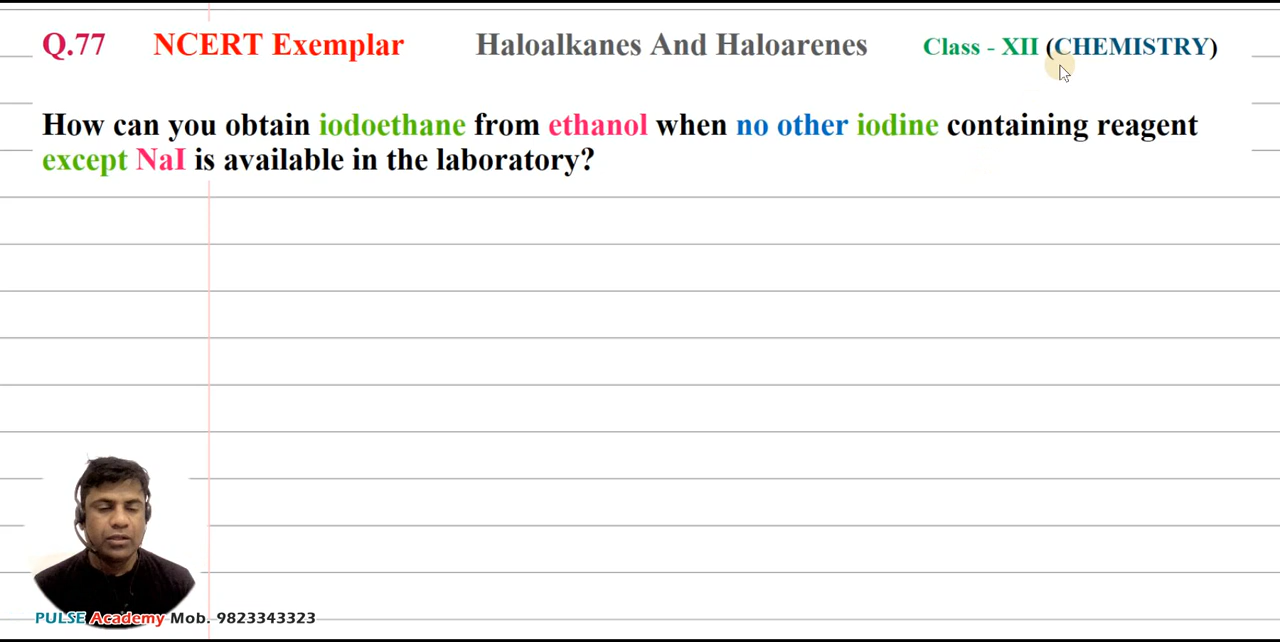 Q.77 NCERT Exemplar Haloalkanes And Haloarenes Class - XII (CHEMISTRY)
How can you obtain iodoethane from ethanol when no other iodine containing reagent
except NaI is available in the laboratory?
PULSE Academy Mob. 9823343323